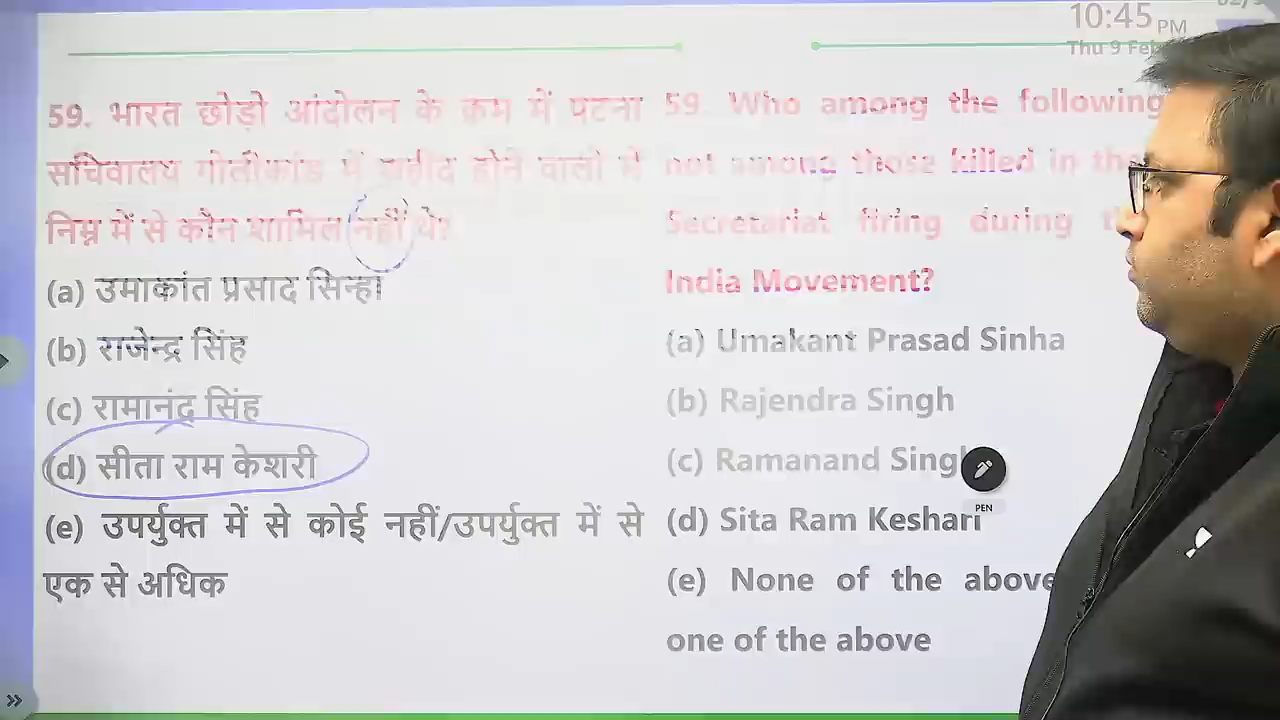 10:45 PM
Thu 9 Feb
59. भारत छोड़ो आंदोलन के क्रम में पटना
सचिवालय गोलीकांड में शहीद होने वालों में
निम्न में से कौन शामिल नहीं थे?
(a) उमाकांत प्रसाद सिन्हा
(b) राजेन्द्र सिंह
(c) रामानंद सिंह
(d) सीता राम केशरी
(e) उपर्युक्त में से कोई नहीं/उपर्युक्त में से
एक से अधिक
59. Who among the following
not among those killed in the
Secretariat firing during
India Movement?
(a) Umakant Prasad Sinha
(b) Rajendra Singh
(c) Ramanand Singh
(d) Sita Ram Keshari
(e) None of the above
one of the above
PEN